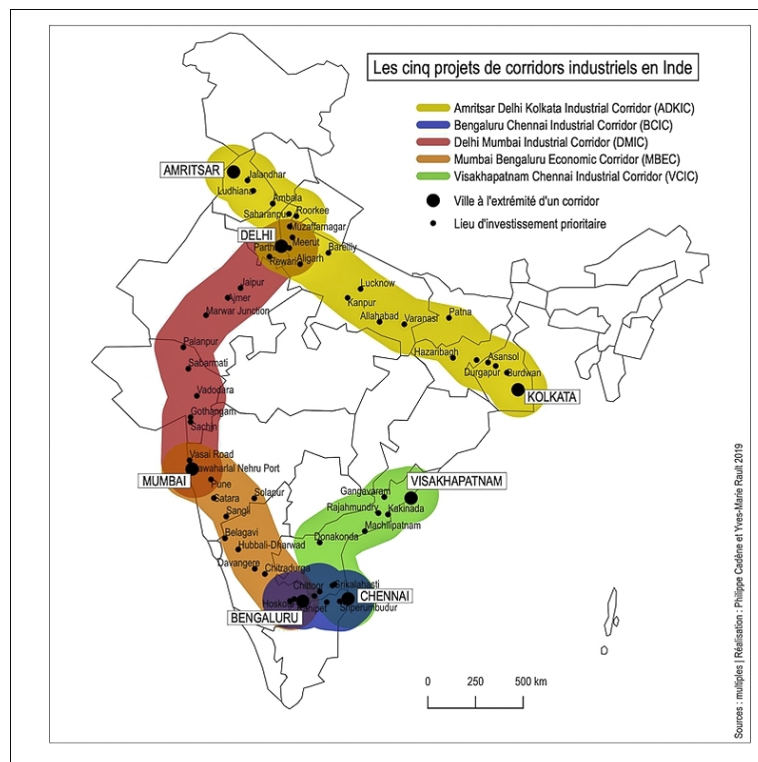 Les cinq projets de corridors industriels en Inde
Amritsar Delhi Kolkata Industrial Corridor (ADKIC)
Bengaluru Chennai Industrial Corridor (BCIC)
Delhi Mumbai Industrial Corridor (DMIC)
Mumbai Bengaluru Economic Corridor (MBEC)
Visakhapatnam Chennai Industrial Corridor (VCIC)
Ville à l'extrémité d'un corridor
Lieu d'investissement prioritaire
AMRITSAR
Jalandhar
Ludhiana
Ambala
Saharanpur
Roorkee
Muzaffarnagar
DELHI
Meerut
Bareilly
Aligarh
Jaipur
Lucknow
Ajmer
Kanpur
Marwar Junction
Allahabad
Varanasi
Patna
Palanpur
Hazaribagh
Asansol
Sabarmati
Durgapur
Burdwan
KOLKATA
Vadodara
Gothangam
Sachin
Vasai Road
Jawaharlal Nehru Port
MUMBAI
Pune
VISAKHAPATNAM
Satara
Solapur
Gangavaram
Sangli
Rajahmundry
Kakinada
Machlipatnam
Belagavi
Donakonda
Hubbali-Dharwad
Davangere
Chitradurga
Chittoor
Srikalahasti
CHENNAI
Sriperumbudur
BENGALURU
0 250 500 km
Sources : multiples | Réalisation : Philippe Cadène et Yves-Marie Rault 2019